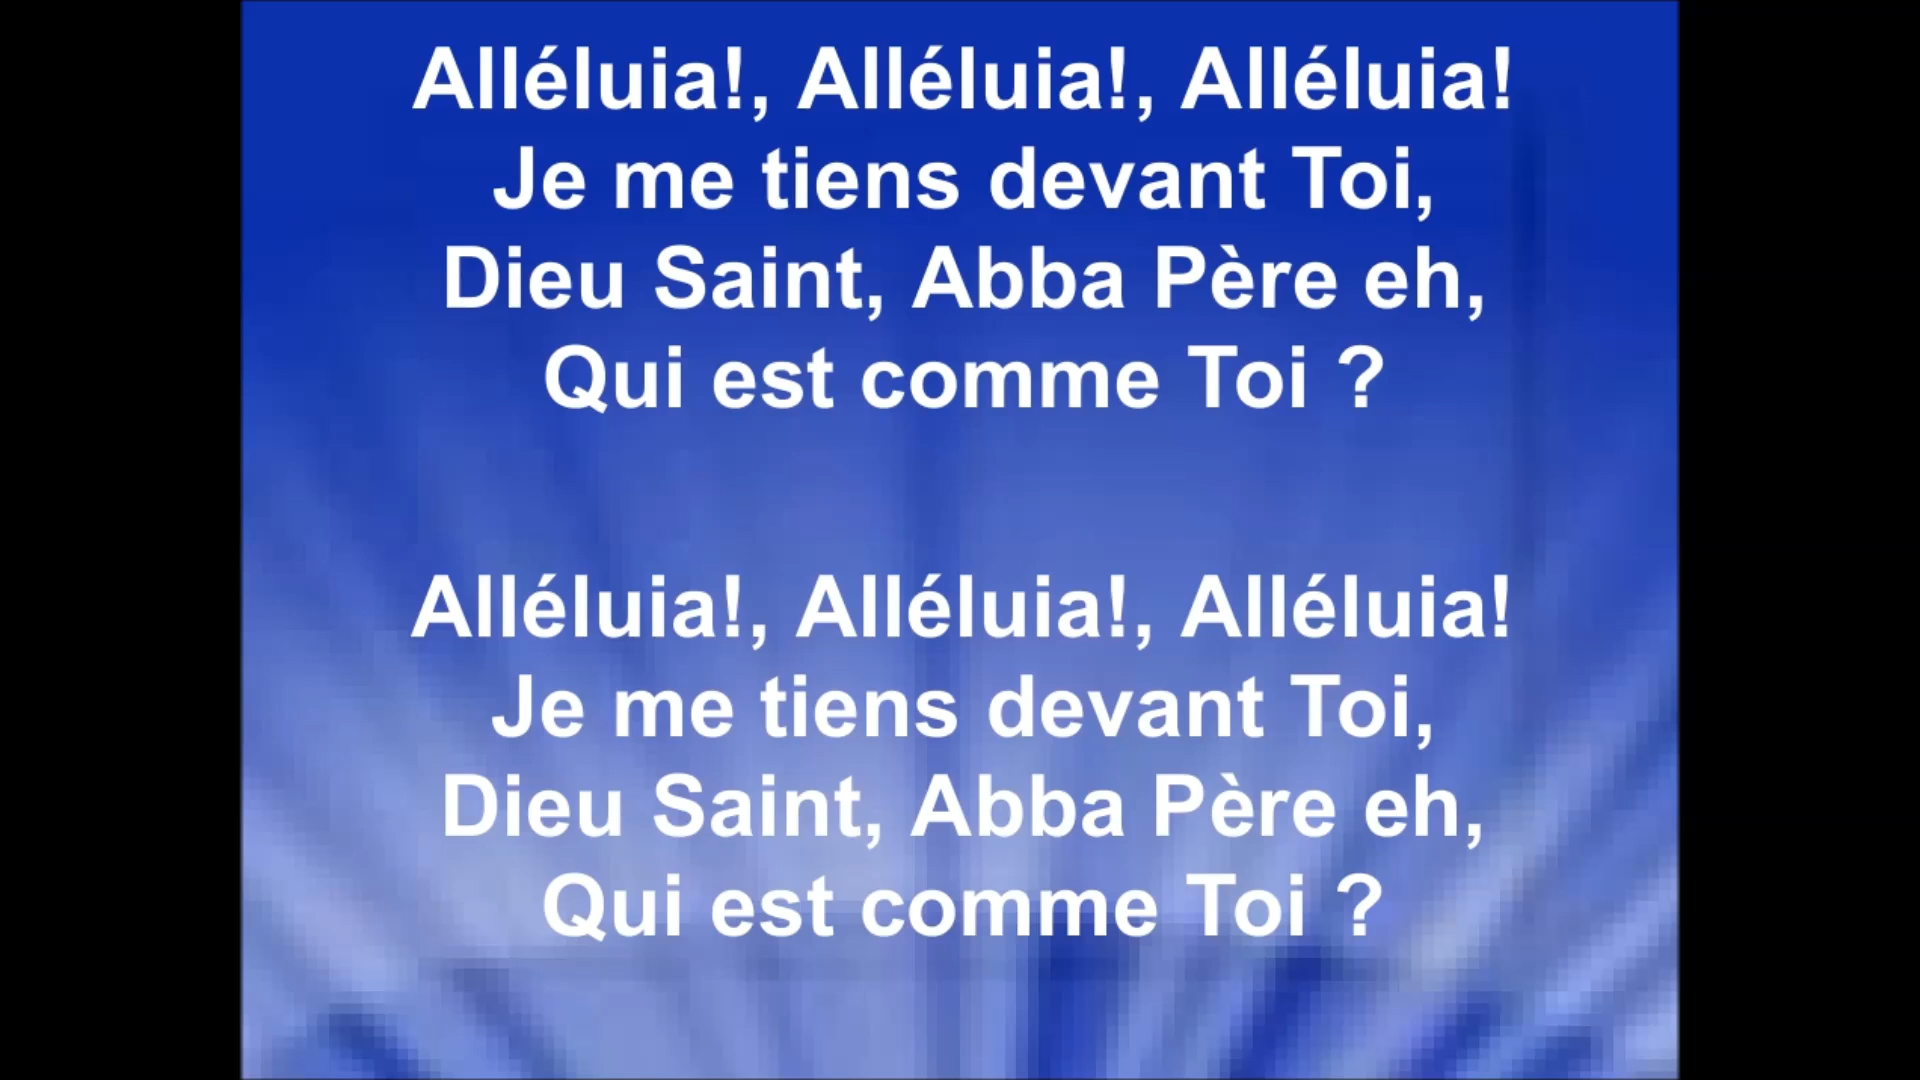 Alléluia!, Alléluia!, Alléluia!
Je me tiens devant Toi,
Dieu Saint, Abba Père eh,
Qui est comme Toi ?
Alléluia!, Alléluia!, Alléluia!
Je me tiens devant Toi,
Dieu Saint, Abba Père eh,
Qui est comme Toi ?